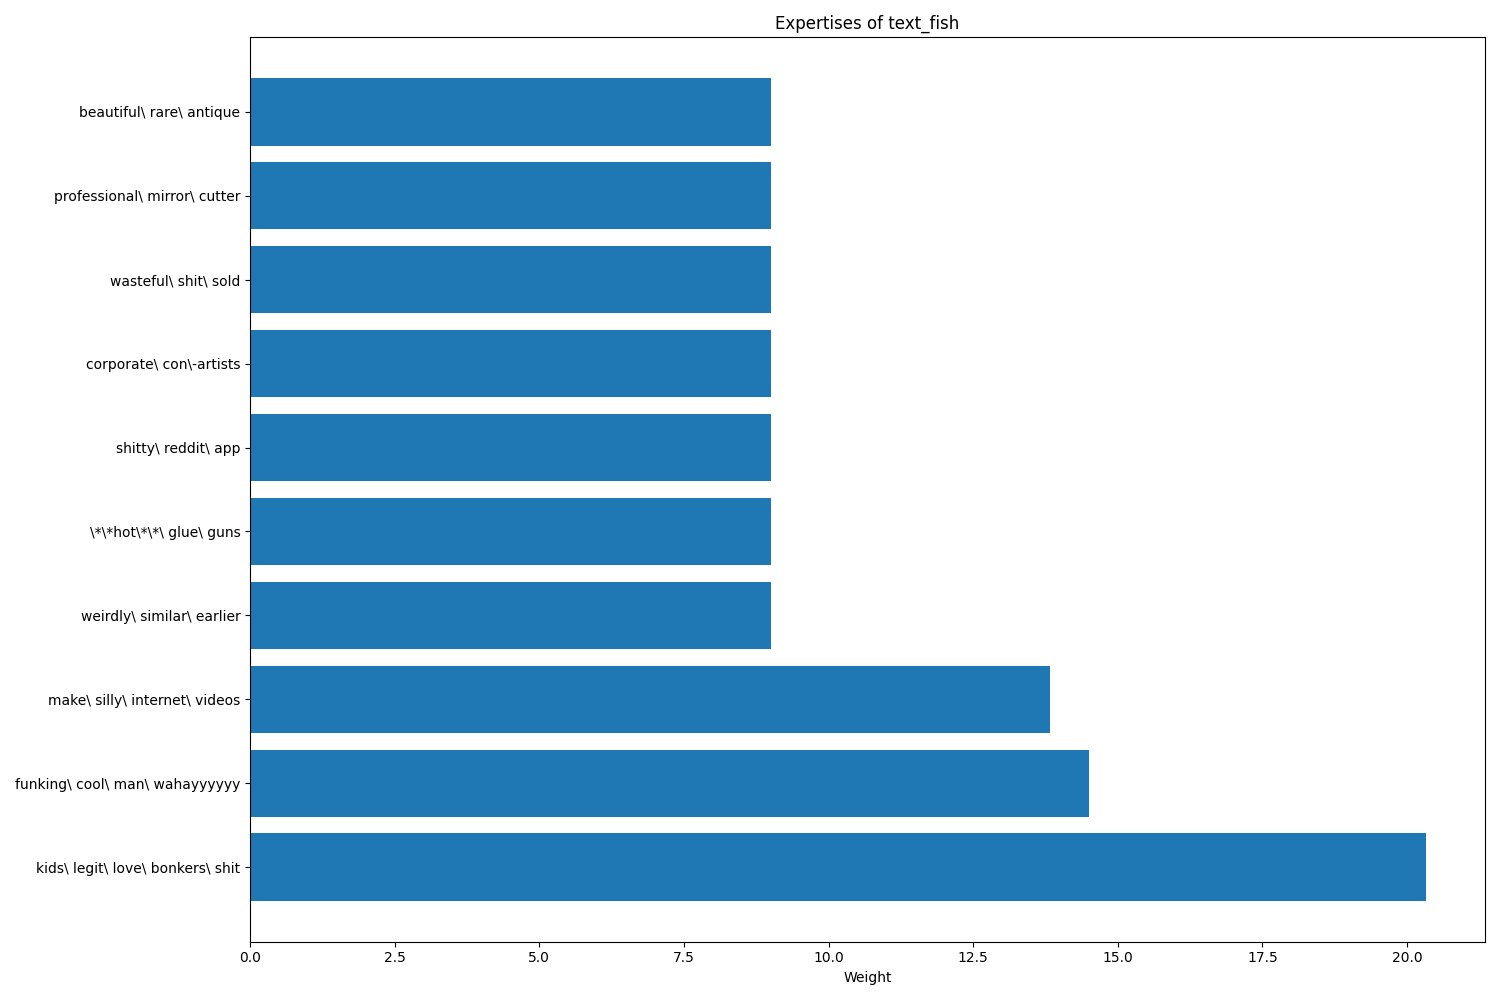 Expertises of text_fish
beautiful\ rare\ antique
professional\ mirror\ cutter
wasteful\ shit\ sold
corporate\ con\-artists
shitty\ reddit\ app
\*\*hot\*\*\ glue\ guns
weirdly\ similar\ earlier
make\ silly\ internet\ videos
funking\ cool\ man\ wahayyyyyy
kids\ legit\ love\ bonkers\ shit
0.0 2.5 5.0 7.5 10.0 12.5 15.0 17.5 20.0
Weight